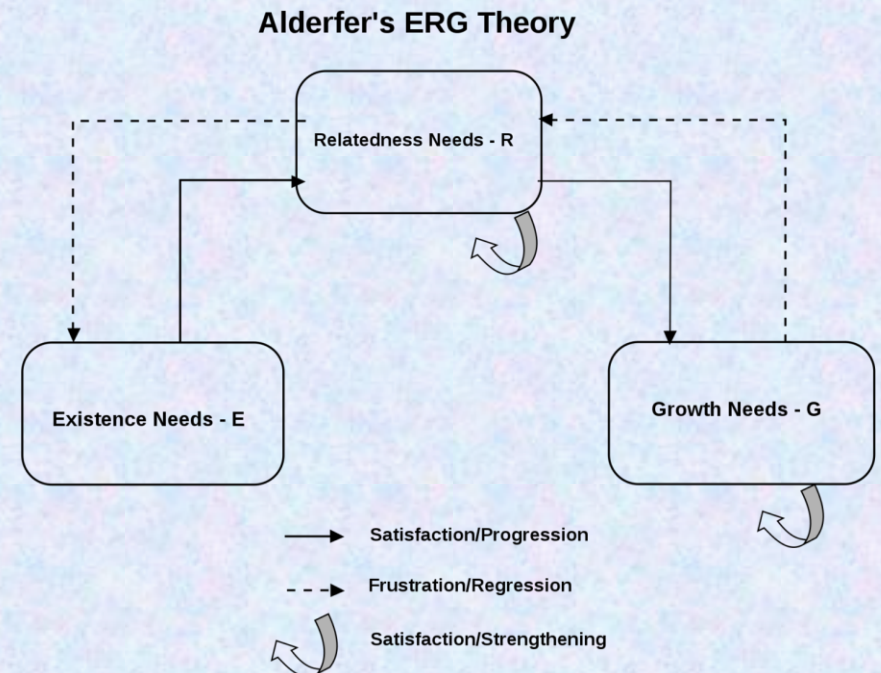 Alderfer's ERG Theory
Relatedness Needs - R
Existence Needs - E
Growth Needs - G
Satisfaction/Progression
Frustration/Regression
Satisfaction/Strengthening